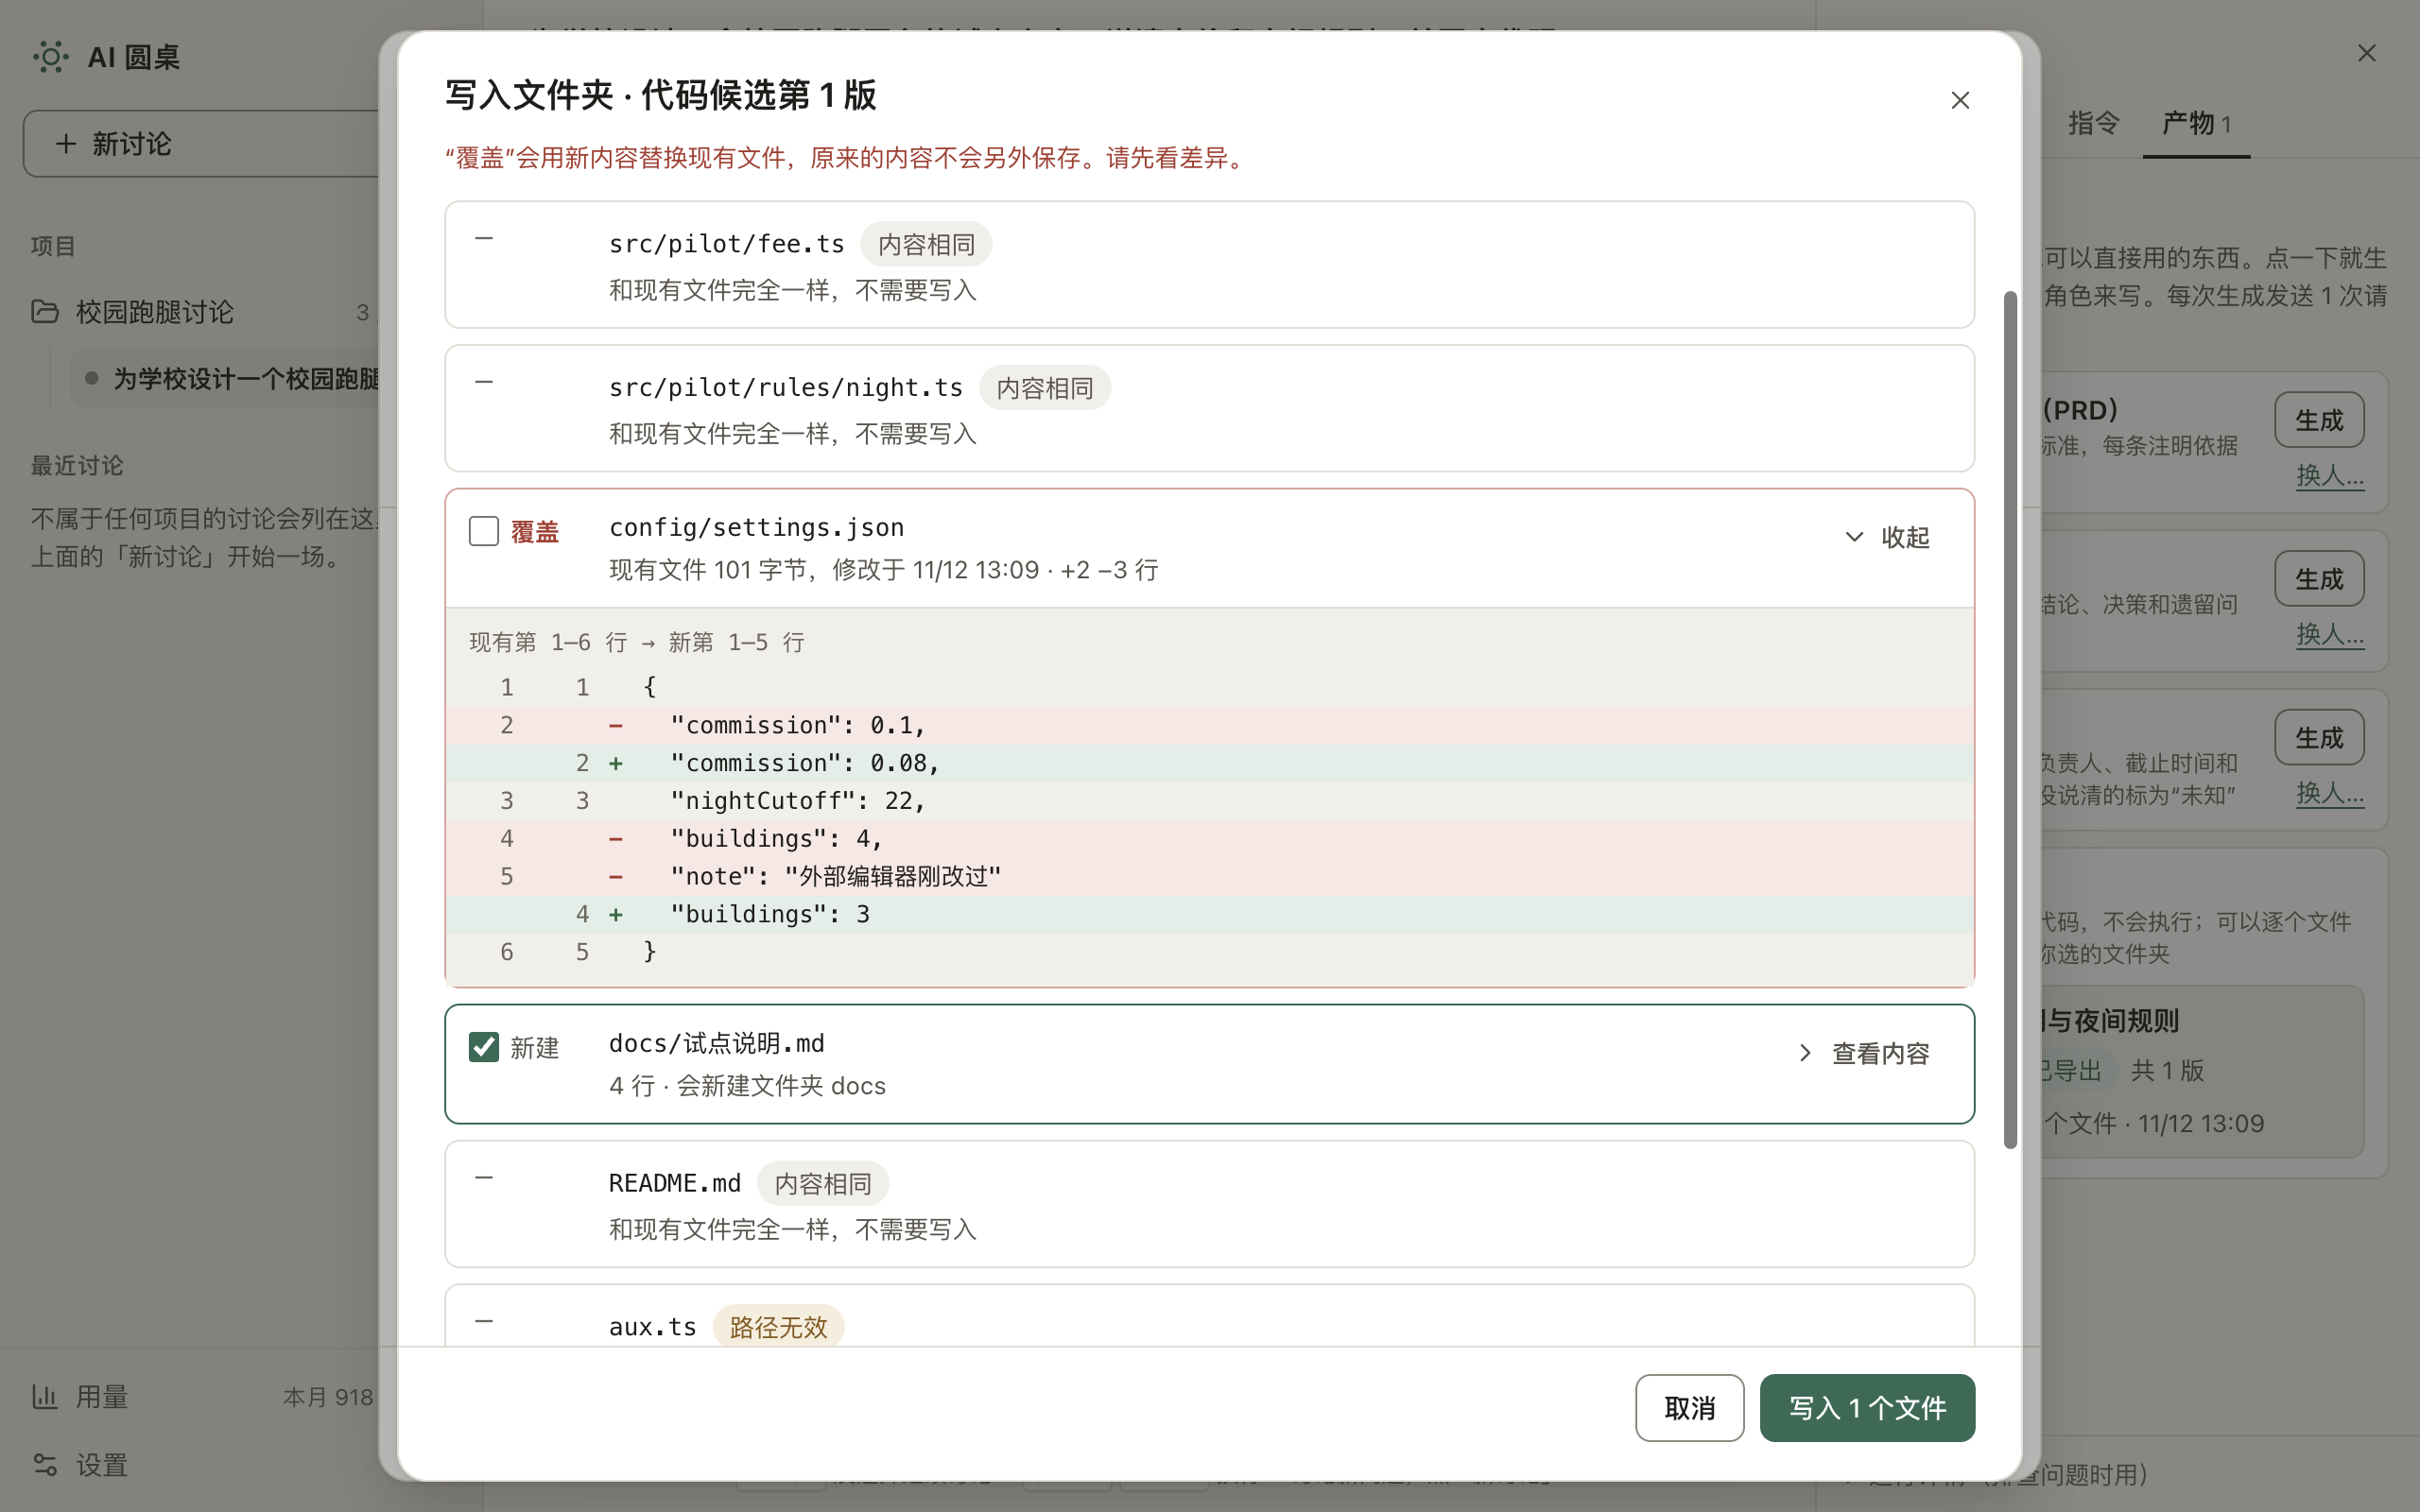 AI 圆桌
新讨论
项目
校园跑腿讨论 3
为学校设计一个校园跑腿
最近讨论
不属于任何项目的讨论会列在这
上面的「新讨论」开始一场。
用量 本月 918
设置
写入文件夹 · 代码候选第 1 版
“覆盖”会用新内容替换现有文件，原来的内容不会另外保存。请先看差异。
— src/pilot/fee.ts 内容相同
和现有文件完全一样，不需要写入
— src/pilot/rules/night.ts 内容相同
和现有文件完全一样，不需要写入
覆盖 config/settings.json 收起
现有文件 101 字节，修改于 11/12 13:09 · +2 −3 行
现有第 1–6 行 → 新第 1–5 行
1 1 {
2 − "commission": 0.1,
2 + "commission": 0.08,
3 3 "nightCutoff": 22,
4 − "buildings": 4,
5 − "note": "外部编辑器刚改过"
4 + "buildings": 3
6 5 }
新建 docs/试点说明.md 查看内容
4 行 · 会新建文件夹 docs
— README.md 内容相同
和现有文件完全一样，不需要写入
— aux.ts 路径无效
取消 写入 1 个文件
指令 产物 1
可以直接用的东西。点一下就生
角色来写。每次生成发送 1 次请
(PRD) 生成
标准，每条注明依据
换人…
生成
结论、决策和遗留问
换人…
生成
负责人、截止时间和
没说清的标为“未知”
换人…
代码，不会执行；可以逐个文件
你选的文件夹
与夜间规则
已导出 共 1 版
个文件 · 11/12 13:09
查问题时用）